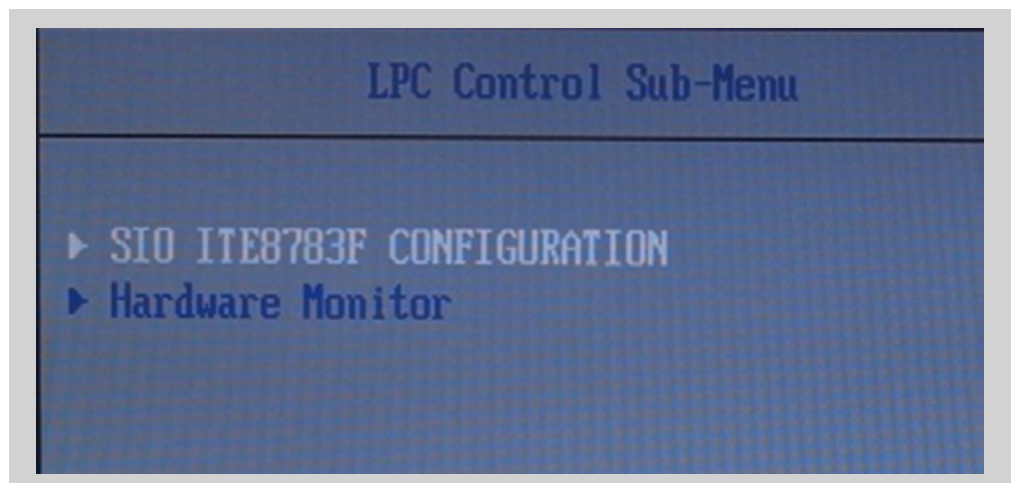 LPC Control Sub-Menu
SIO ITE8783F CONFIGURATION
Hardware Monitor